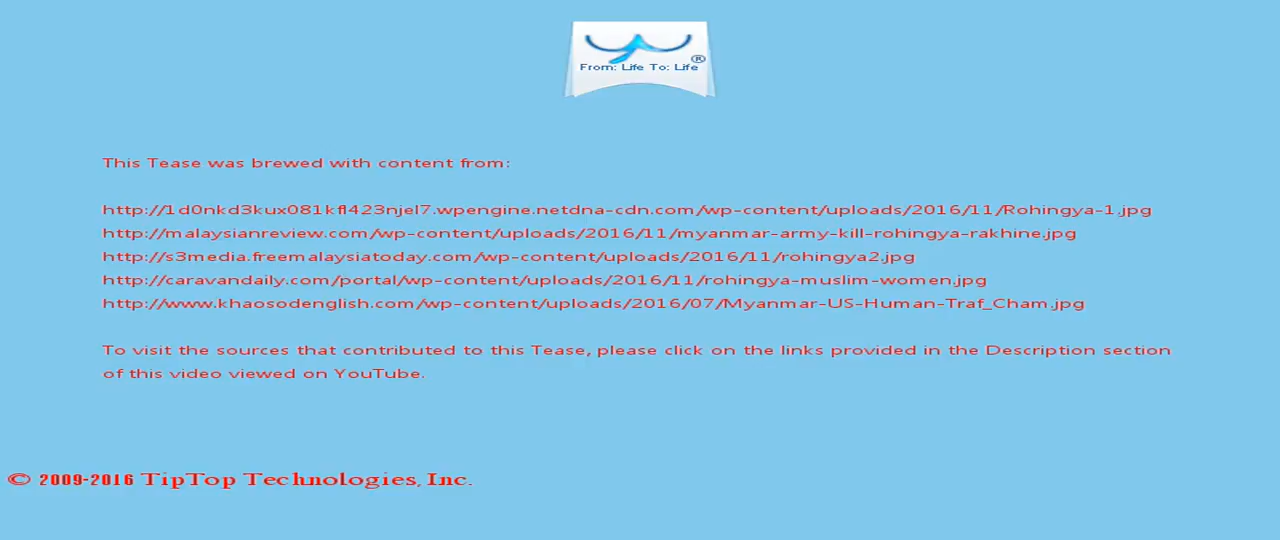 From: Life To: Life®
This Tease was brewed with content from:
http://1d0nkd3kux081kfl423njel7.wpengine.netdna-cdn.com/wp-content/uploads/2016/11/Rohingya-1.jpg
http://malaysianreview.com/wp-content/uploads/2016/11/myanmar-army-kill-rohingya-rakhine.jpg
http://s3media.freemalaysiatoday.com/wp-content/uploads/2016/11/rohingya2.jpg
http://caravandaily.com/portal/wp-content/uploads/2016/11/rohingya-muslim-women.jpg
http://www.khaosodenglish.com/wp-content/uploads/2016/07/Myanmar-US-Human-Traf_Cham.jpg
To visit the sources that contributed to this Tease, please click on the links provided in the Description section
of this video viewed on YouTube.
© 2009-2016 TipTop Technologies, Inc.